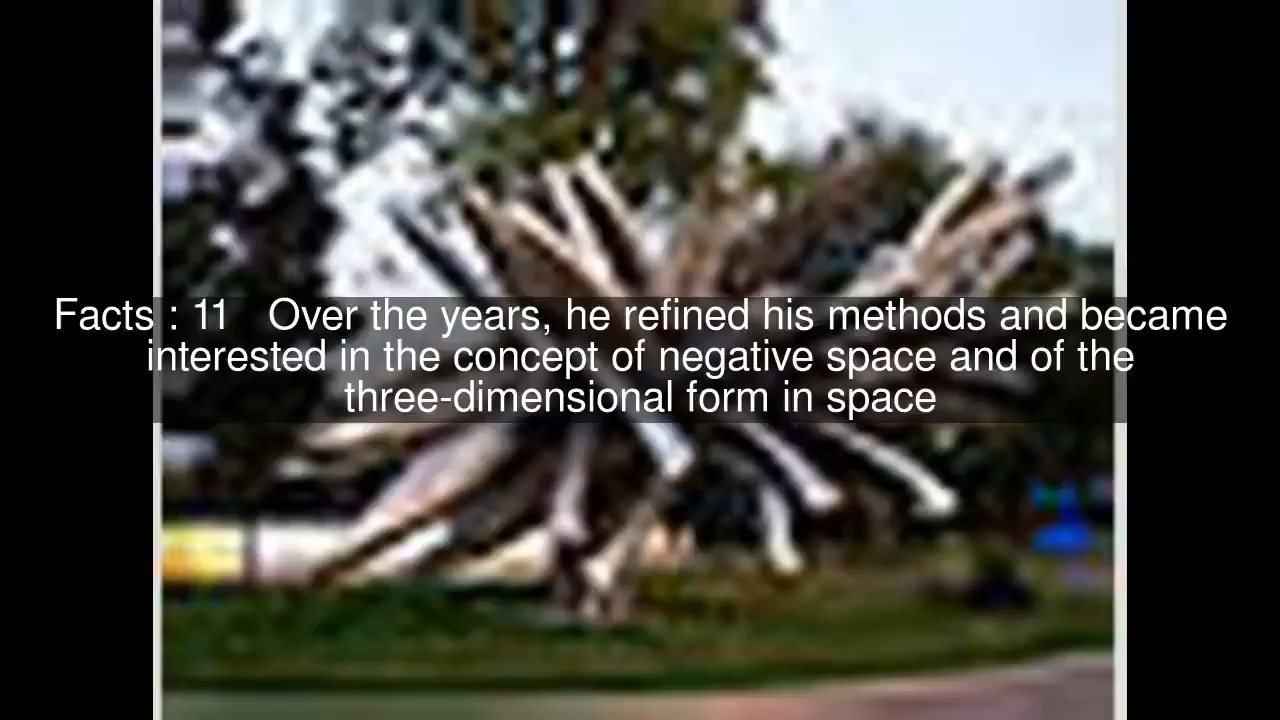 Facts : 11 Over the years, he refined his methods and became
interested in the concept of negative space and of the
three-dimensional form in space